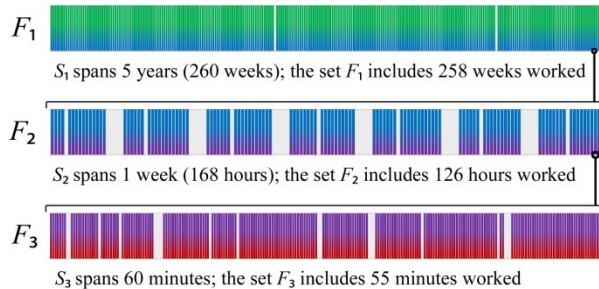 F₁
S₁ spans 5 years (260 weeks); the set F₁ includes 258 weeks worked
F₂
S₂ spans 1 week (168 hours); the set F₂ includes 126 hours worked
F₃
S₃ spans 60 minutes; the set F₃ includes 55 minutes worked